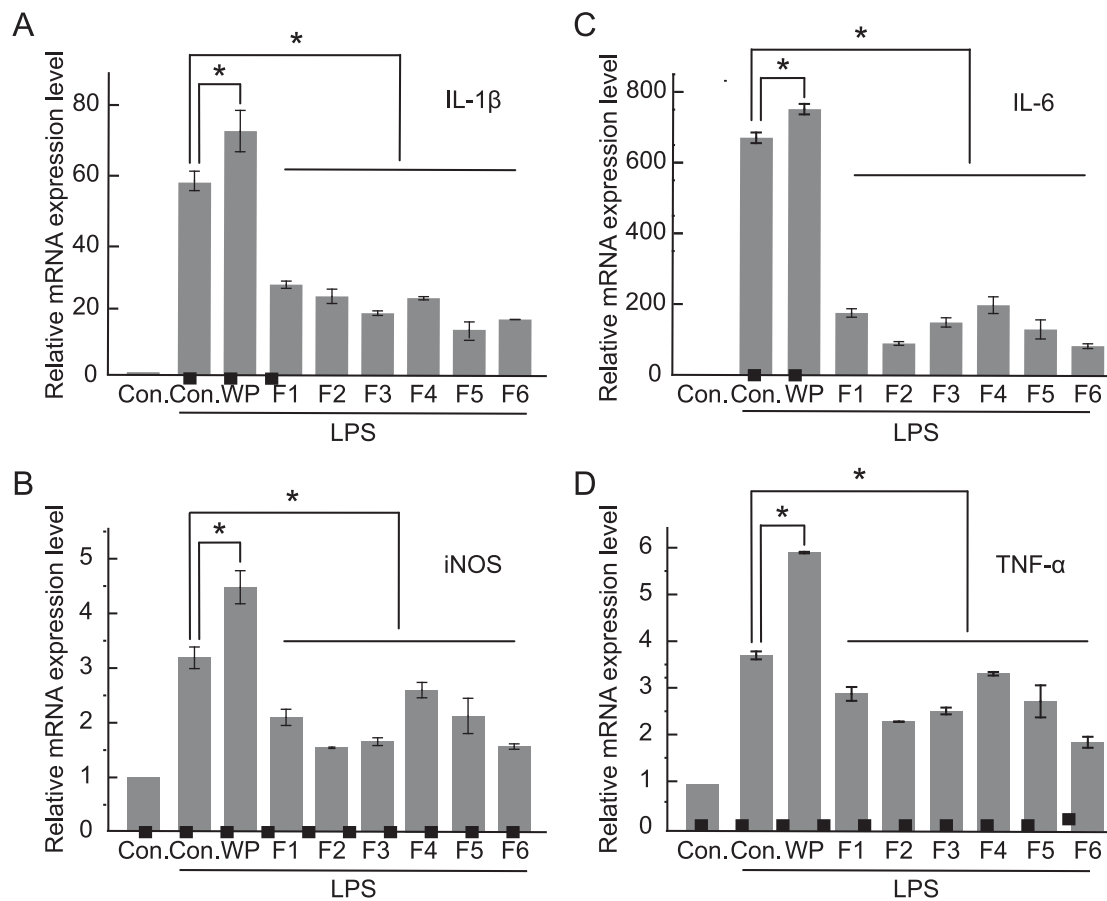 A
Relative mRNA expression level
80
60
40
20
0
*
*
IL-1β
Con. Con. WP F1 F2 F3 F4 F5 F6
LPS
C
Relative mRNA expression level
800
600
400
200
0
*
*
IL-6
Con. Con. WP F1 F2 F3 F4 F5 F6
LPS
B
Relative mRNA expression level
5
4
3
2
1
0
*
*
iNOS
Con. Con. WP F1 F2 F3 F4 F5 F6
LPS
D
Relative mRNA expression level
6
5
4
3
2
1
0
*
*
TNF-α
Con. Con. WP F1 F2 F3 F4 F5 F6
LPS